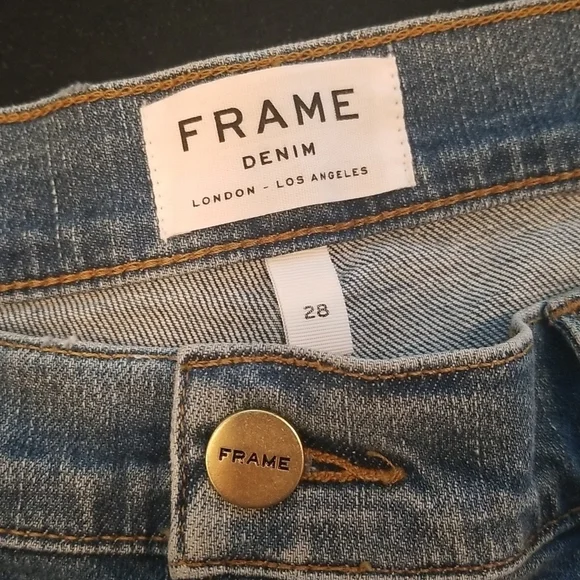 FRAME
DENIM
LONDON - LOS ANGELES
28
FRAME